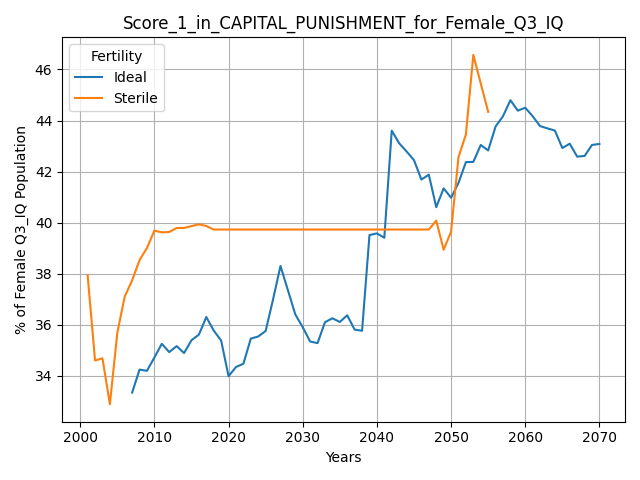 Score_1_in_CAPITAL_PUNISHMENT_for_Female_Q3_IQ
Fertility
Ideal
Sterile
% of Female Q3_IQ Population
46
44
42
40
38
36
34
2000 2010 2020 2030 2040 2050 2060 2070
Years